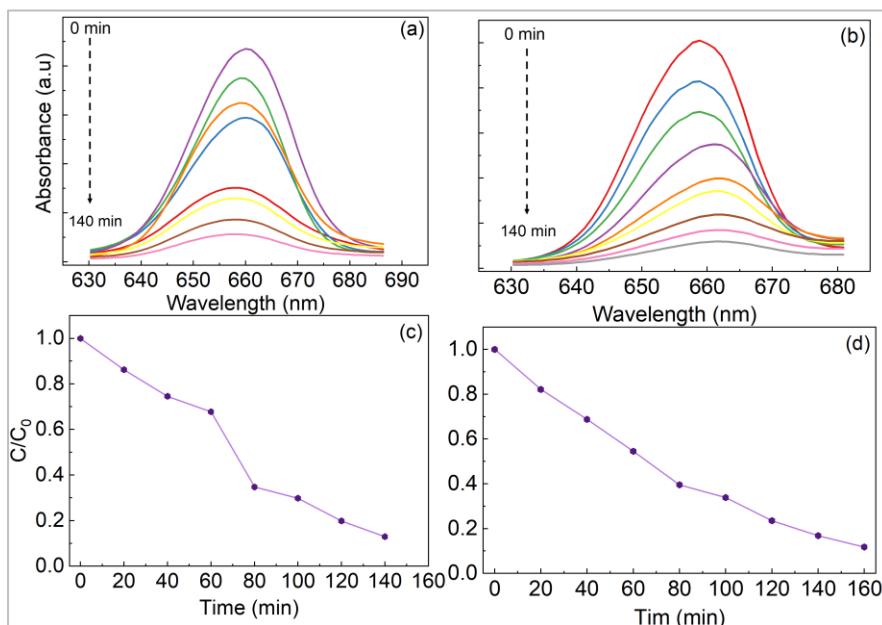 (a)
0 min
140 min
Absorbance (a.u)
630 640 650 660 670 680 690
Wavelength (nm)
(b)
0 min
140 min
630 640 650 660 670 680
Wavelength (nm)
(c)
C/C0
1.0
0.8
0.6
0.4
0.2
0.0
0 20 40 60 80 100 120 140 160
Time (min)
(d)
1.0
0.8
0.6
0.4
0.2
0.0
0 20 40 60 80 100 120 140 160
Tim (min)